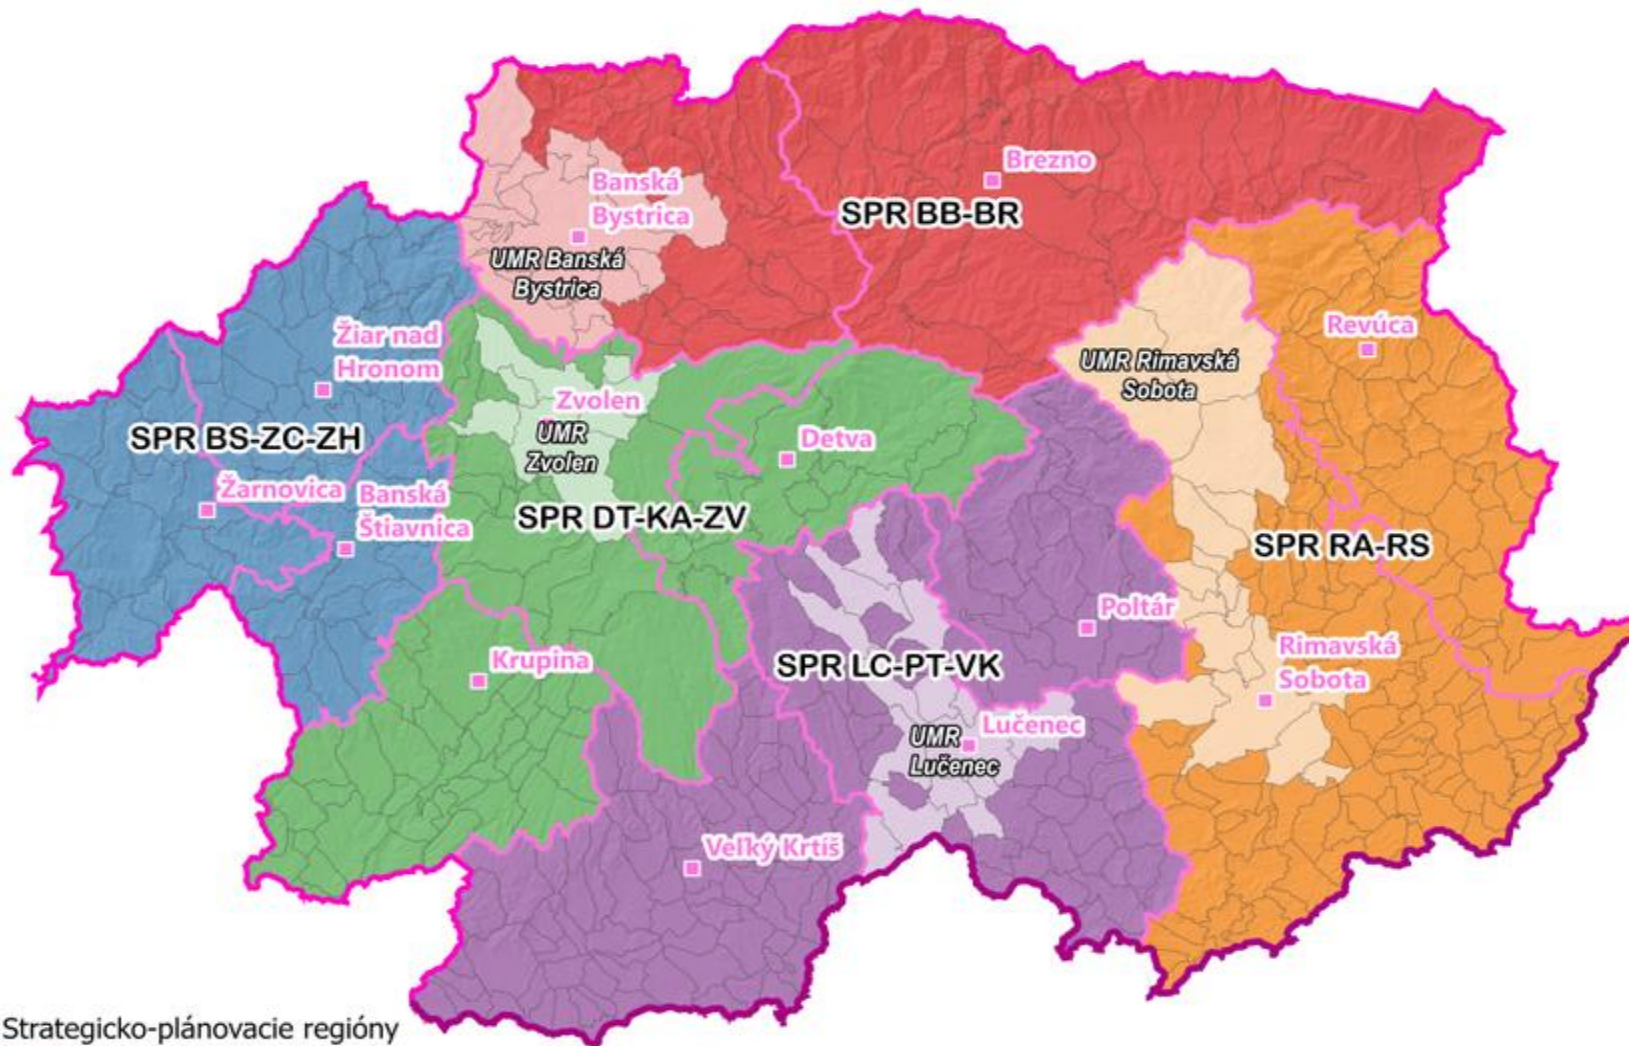 Brezno
Banská
Bystrica
SPR BB-BR
UMR Banská
Bystrica
Žiar nad
Hronom
Revúca
UMR Rimavská
Sobota
Zvolen
UMR
Zvolen
Detva
SPR BS-ZC-ZH
Žarnovica
Banská
Štiavnica
SPR DT-KA-ZV
SPR RA-RS
Poltár
Krupina
SPR LC-PT-VK
Rimavská
Sobota
Lučenec
UMR
Lučenec
Veľký Krtíš
Strategicko-plánovacie regióny